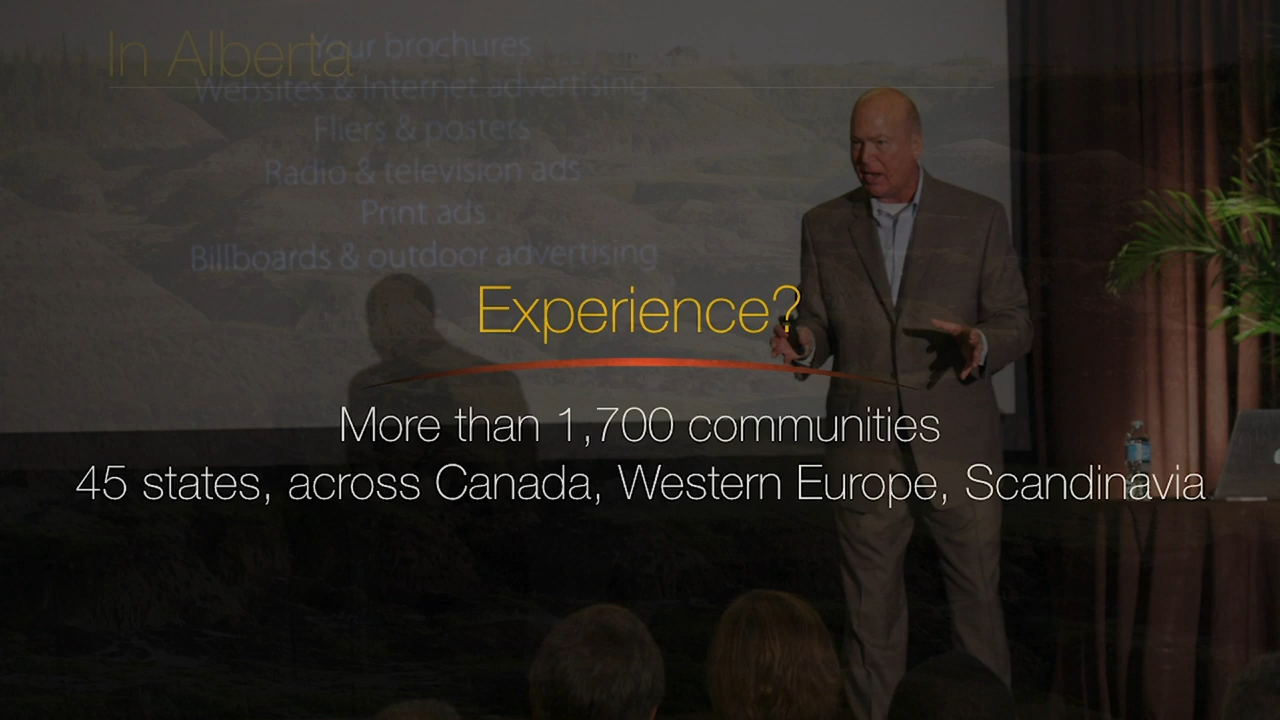 In Alberta
Your brochures
Websites & Internet advertising
Fliers & posters
Radio & television ads
Print ads
Billboards & outdoor advertising
Experience?
More than 1,700 communities
45 states, across Canada, Western Europe, Scandinavia